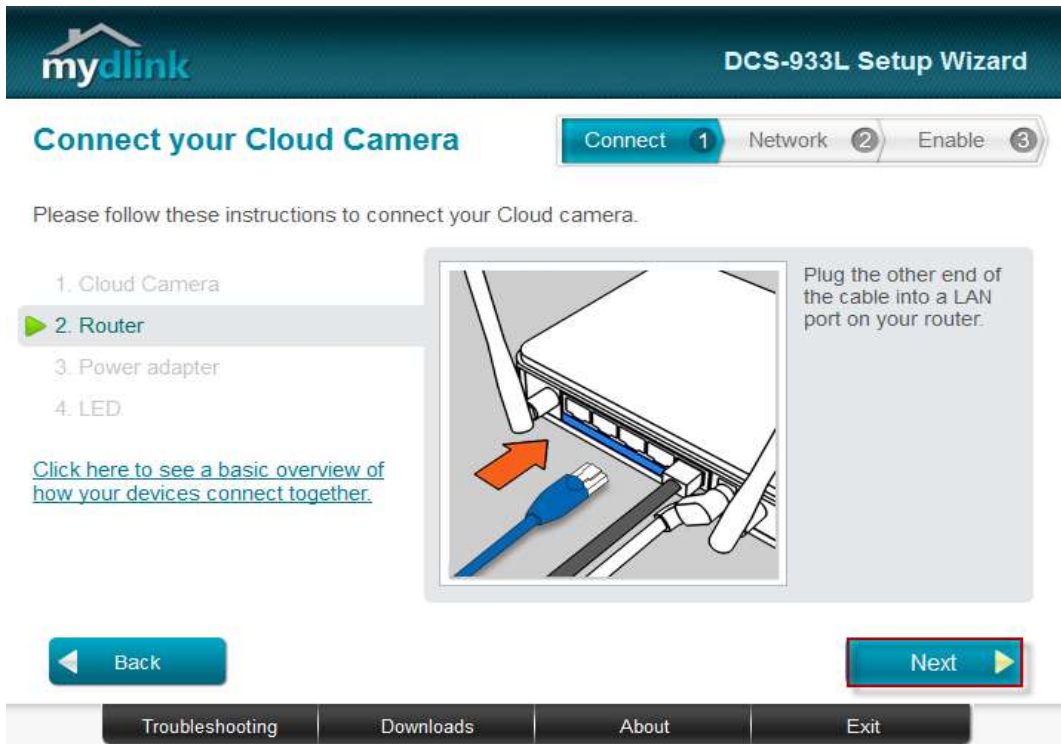 mydlink
DCS-933L Setup Wizard
Connect your Cloud Camera
Connect 1 Network 2 Enable 3
Please follow these instructions to connect your Cloud camera.
1. Cloud Camera
2. Router
3. Power adapter
4. LED
Click here to see a basic overview of
how your devices connect together.
Plug the other end of
the cable into a LAN
port on your router.
Back
Next
Troubleshooting
Downloads
About
Exit